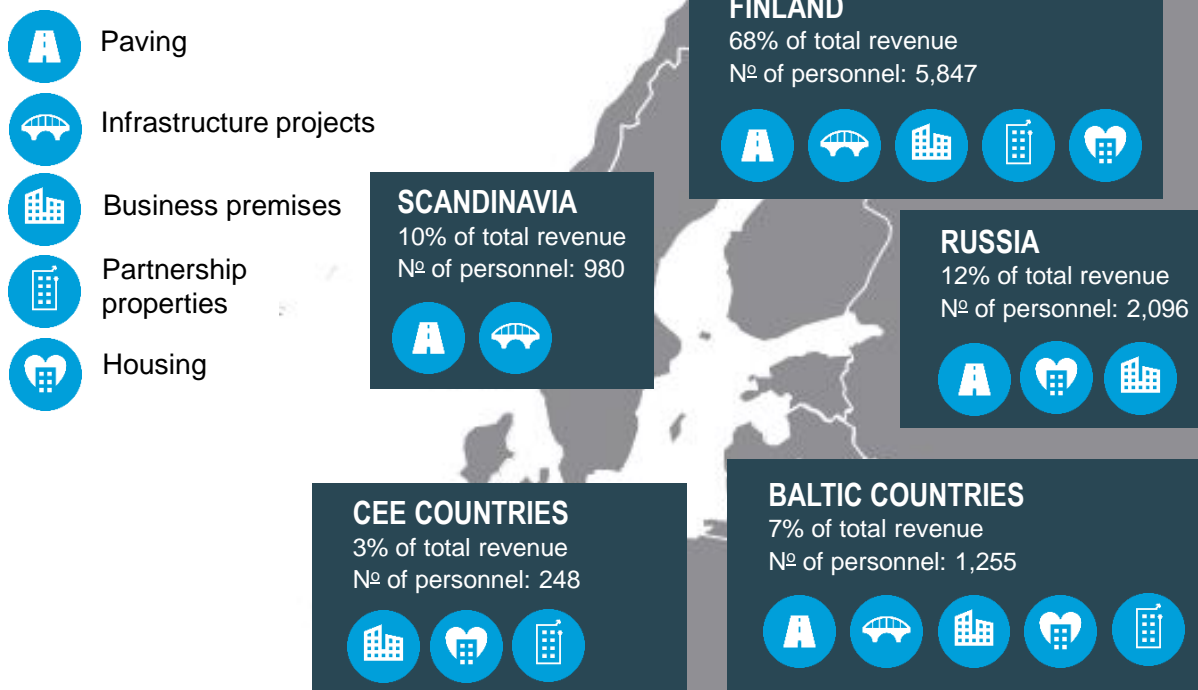 Paving
Infrastructure projects
Business premises
Partnership
properties
Housing
FINLAND
68% of total revenue
Nº of personnel: 5,847
SCANDINAVIA
10% of total revenue
Nº of personnel: 980
RUSSIA
12% of total revenue
Nº of personnel: 2,096
CEE COUNTRIES
3% of total revenue
Nº of personnel: 248
BALTIC COUNTRIES
7% of total revenue
Nº of personnel: 1,255